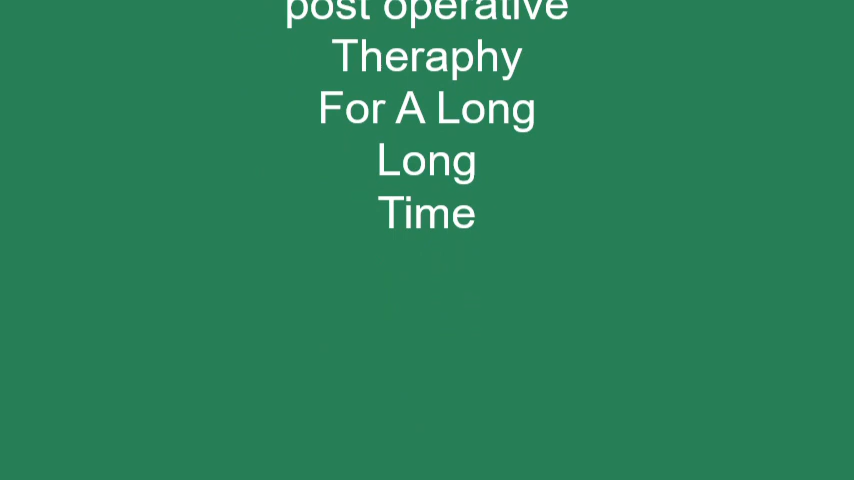 post operative
Theraphy
For A Long
Long
Time